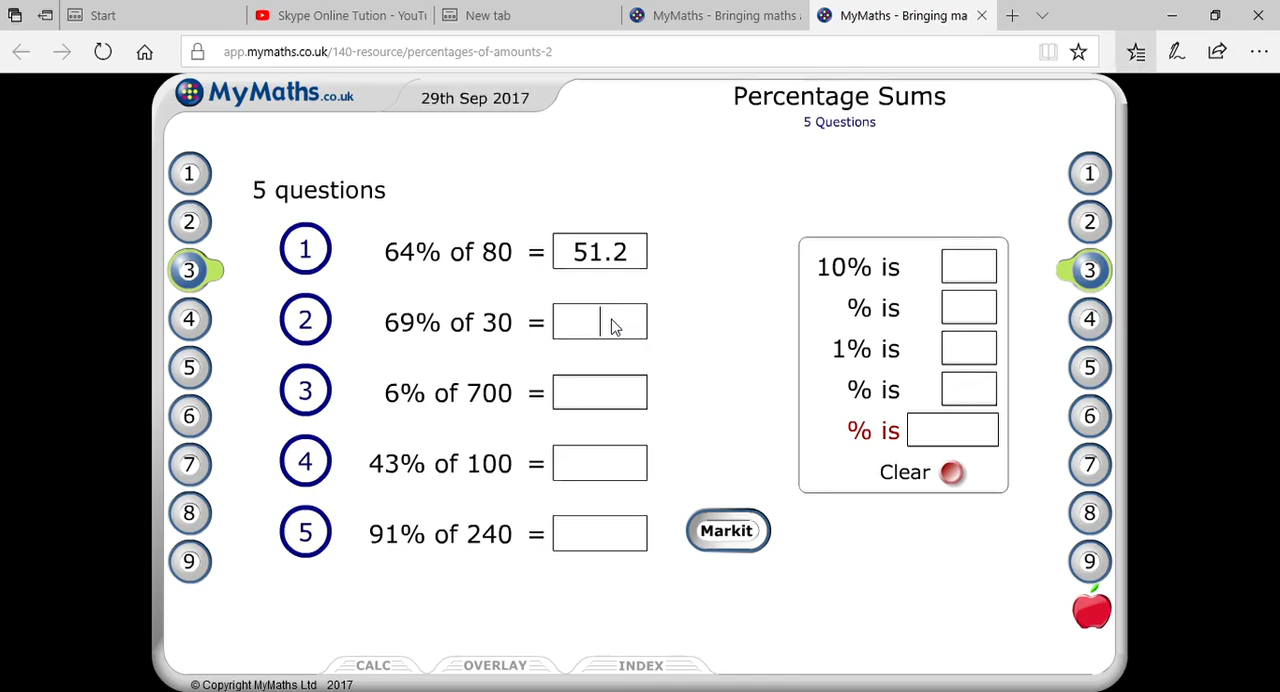 Start
Skype Online Tution - YouTu
New tab
MyMaths - Bringing maths a
MyMaths - Bringing ma
app.mymaths.co.uk/140-resource/percentages-of-amounts-2
MyMaths.co.uk
29th Sep 2017
Percentage Sums
5 Questions
5 questions
1 64% of 80 = 51.2
2 69% of 30 =
3 6% of 700 =
4 43% of 100 =
5 91% of 240 =
Markit
10% is
% is
1% is
% is
% is
Clear
1
2
3
4
5
6
7
8
9
1
2
3
4
5
6
7
8
9
CALC
OVERLAY
INDEX
© Copyright MyMaths Ltd 2017